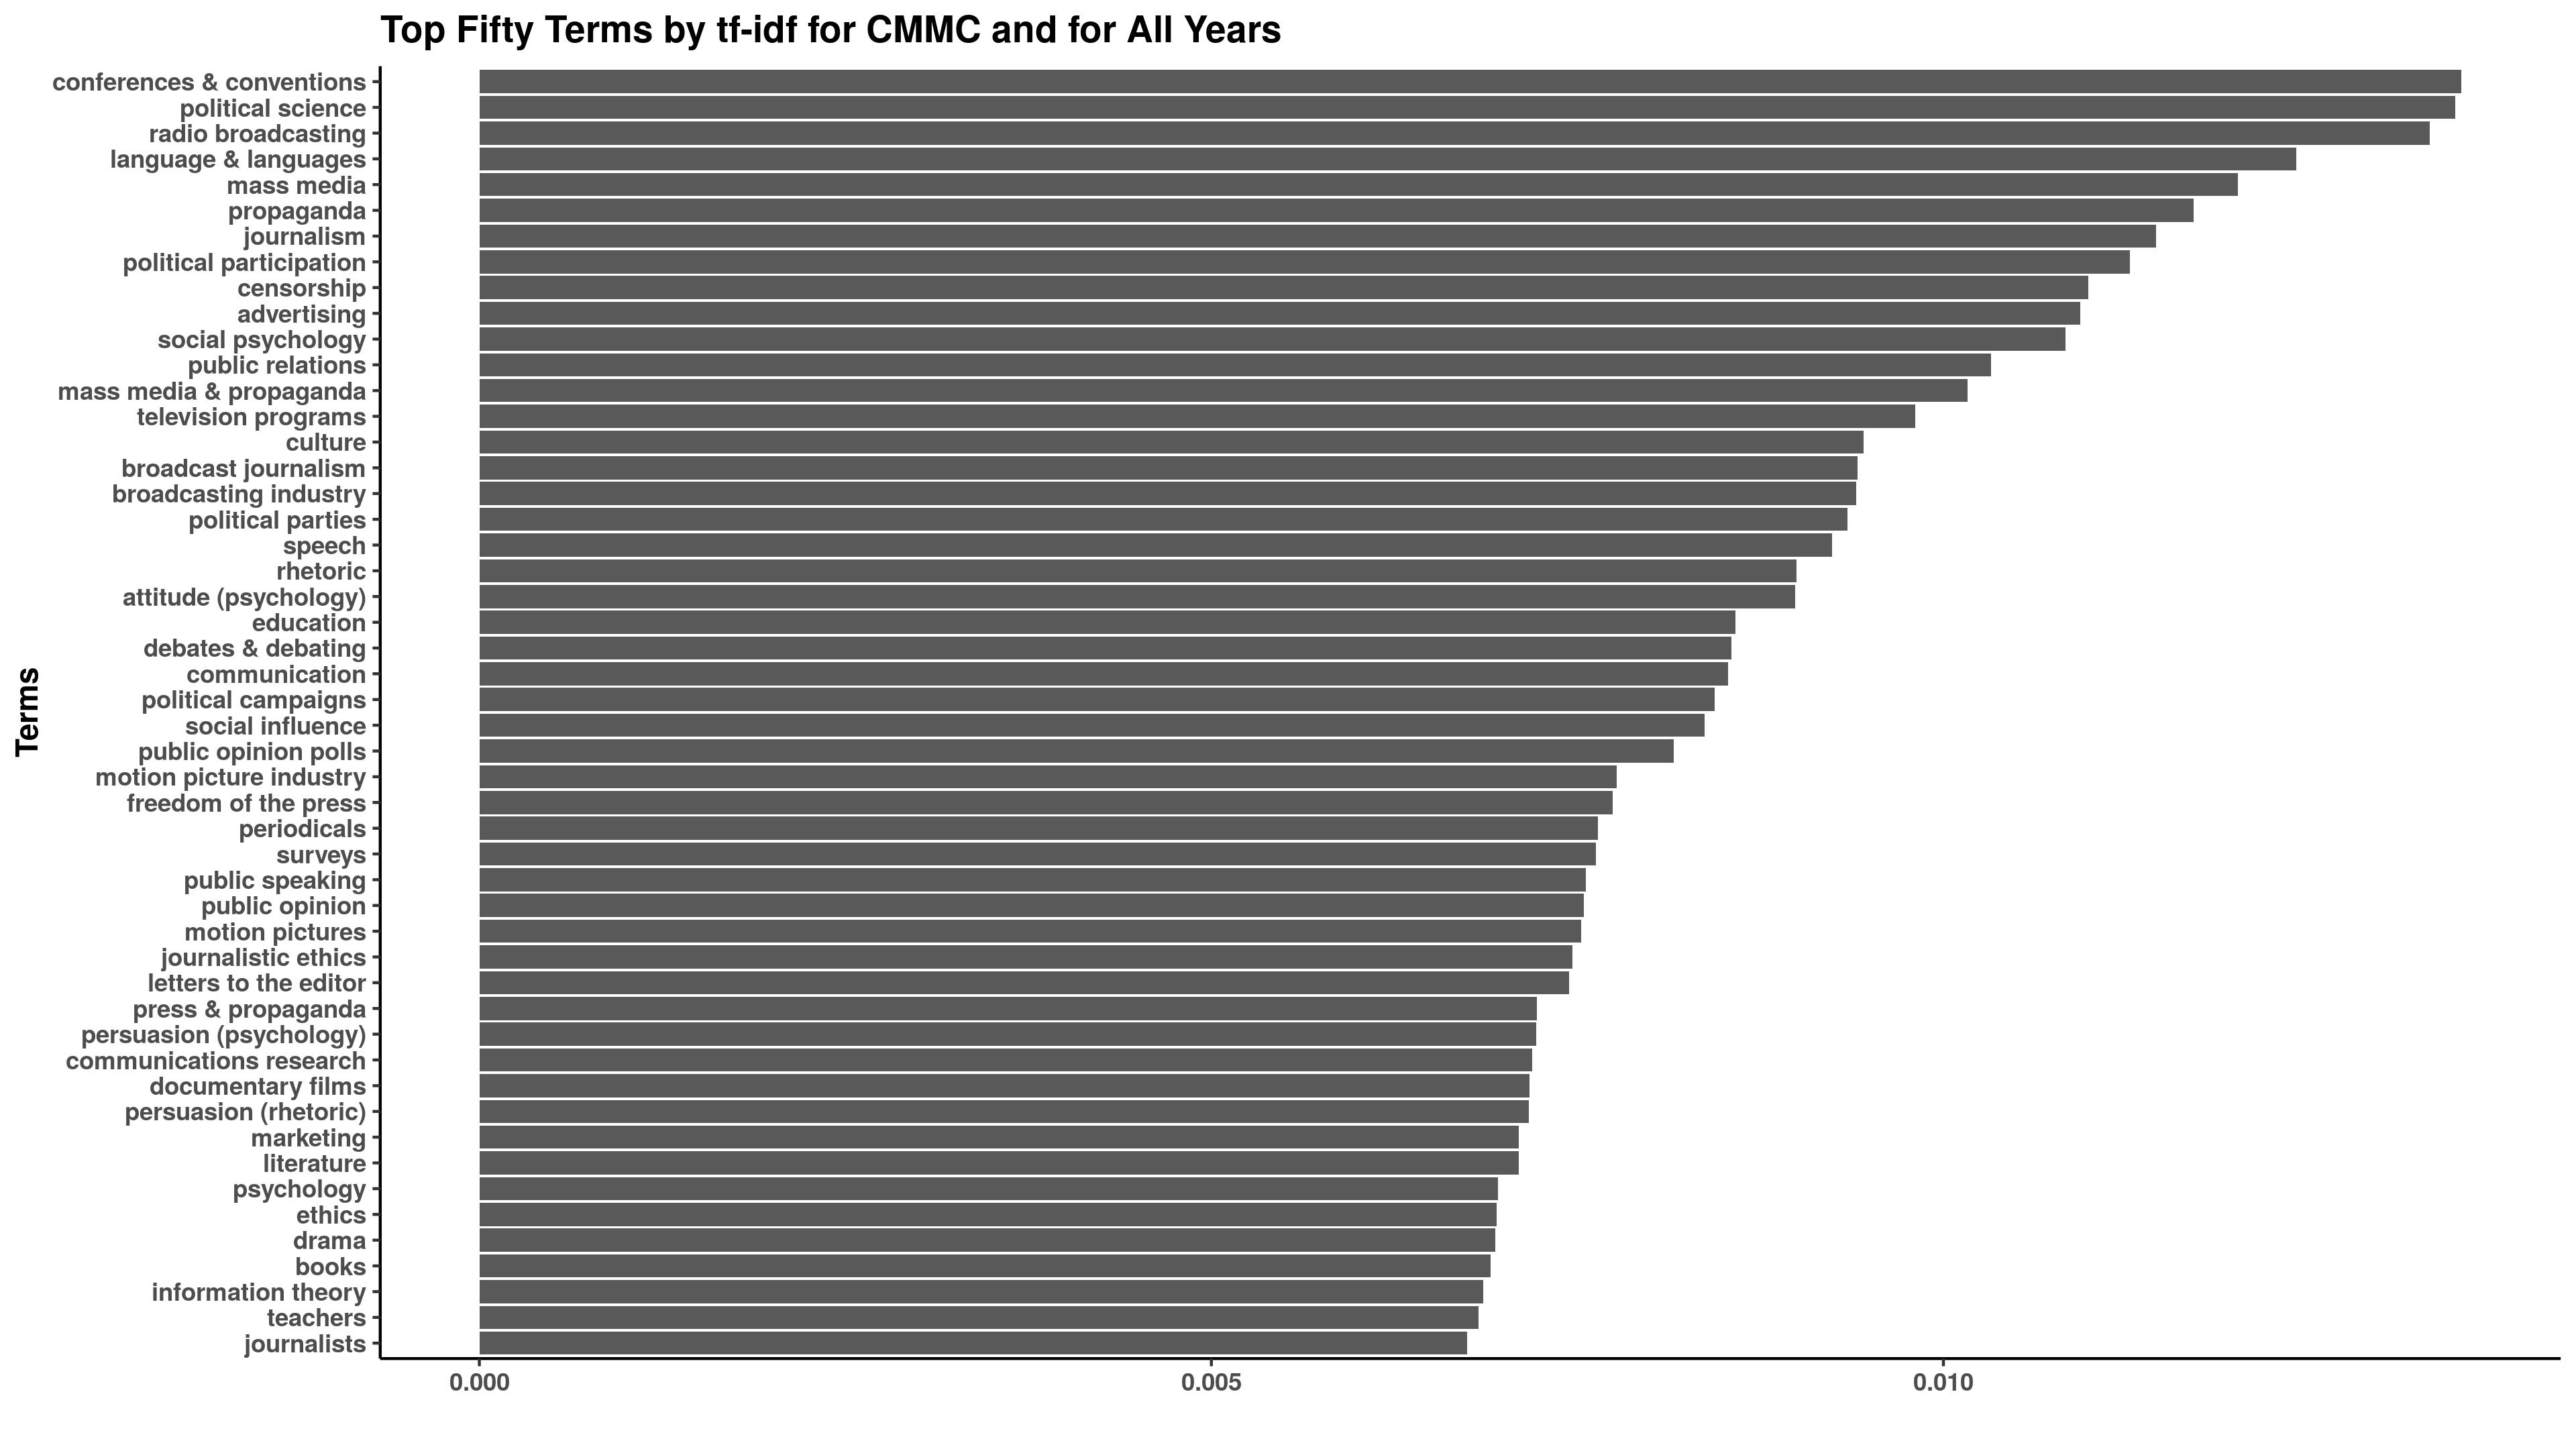 Top Fifty Terms by tf-idf for CMMC and for All Years
conferences & conventions
political science
radio broadcasting
language & languages
mass media
propaganda
journalism
political participation
censorship
advertising
social psychology
public relations
mass media & propaganda
television programs
culture
broadcast journalism
broadcasting industry
political parties
speech
rhetoric
attitude (psychology)
education
debates & debating
communication
political campaigns
social influence
public opinion polls
motion picture industry
freedom of the press
periodicals
surveys
public speaking
public opinion
motion pictures
journalistic ethics
letters to the editor
press & propaganda
persuasion (psychology)
communications research
documentary films
persuasion (rhetoric)
marketing
literature
psychology
ethics
drama
books
information theory
teachers
journalists
Terms
0.000
0.005
0.010